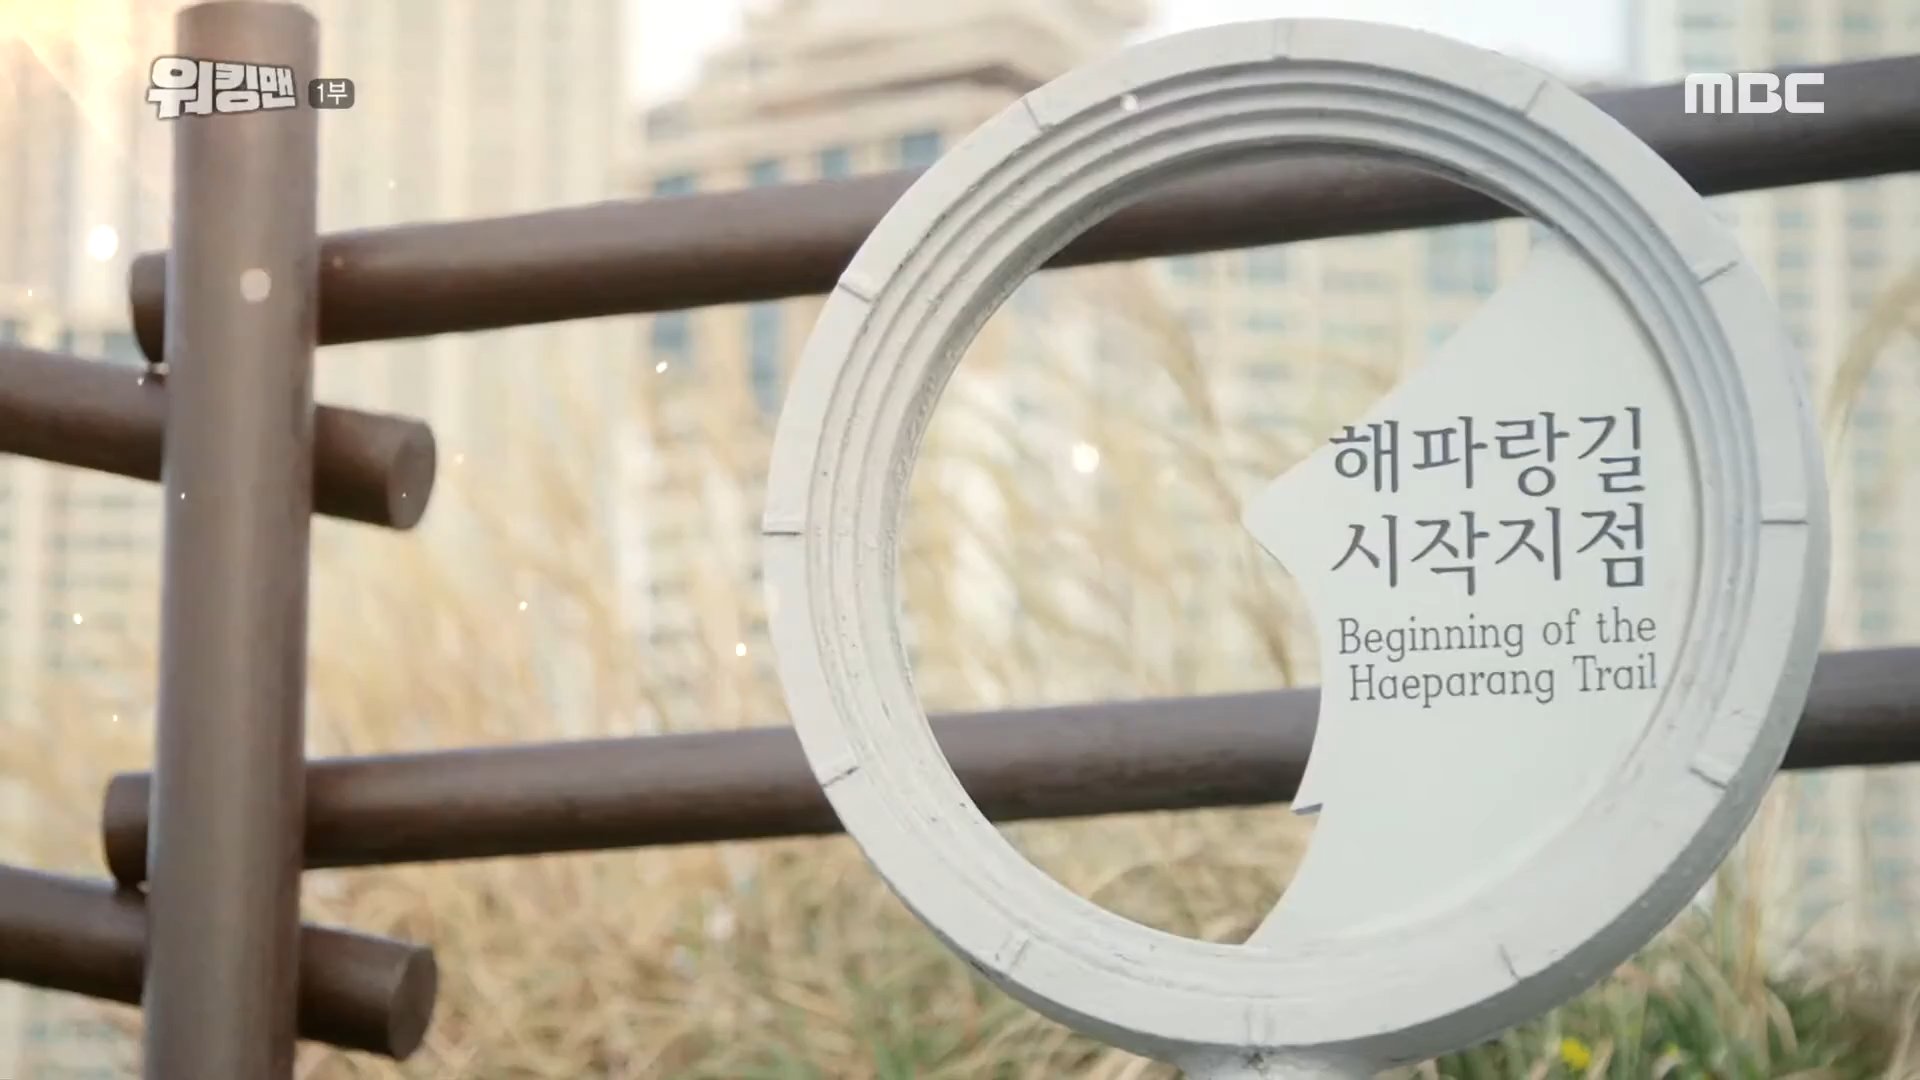 워킹맨 1부
MBC
해파랑길
시작지점
Beginning of the
Haeparang Trail